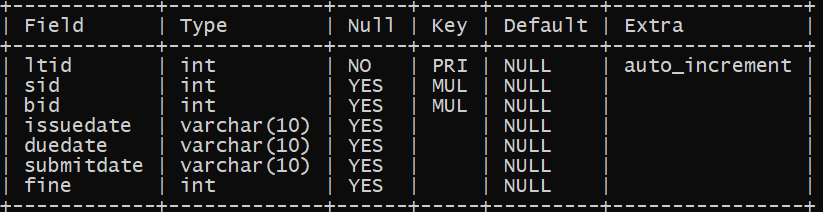 +------------+-------------+------+-----+---------+----------------+
| Field      | Type        | Null | Key | Default | Extra          |
+------------+-------------+------+-----+---------+----------------+
| ltid       | int         | NO   | PRI | NULL    | auto_increment |
| sid        | int         | YES  | MUL | NULL    |                |
| bid        | int         | YES  | MUL | NULL    |                |
| issuedate  | varchar(10) | YES  |     | NULL    |                |
| duedate    | varchar(10) | YES  |     | NULL    |                |
| submitdate | varchar(10) | YES  |     | NULL    |                |
| fine       | int         | YES  |     | NULL    |                |
+------------+-------------+------+-----+---------+----------------+